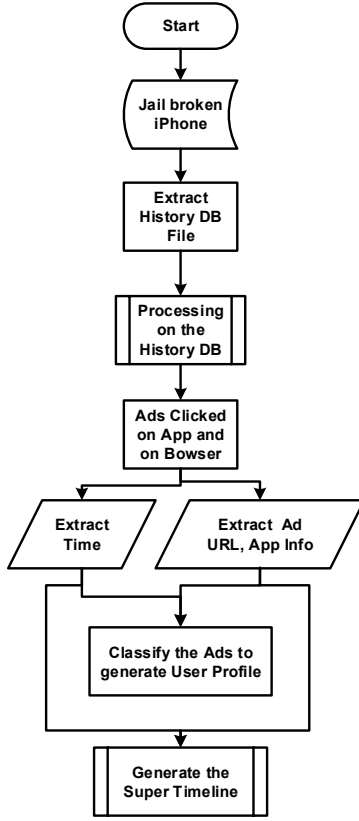 Start
Jail broken
iPhone
Extract
History DB
File
Processing
on the
History DB
Ads Clicked
on App and
on Bowser
Extract
Time
Extract Ad
URL, App Info
Classify the Ads to
generate User Profile
Generate the
Super Timeline